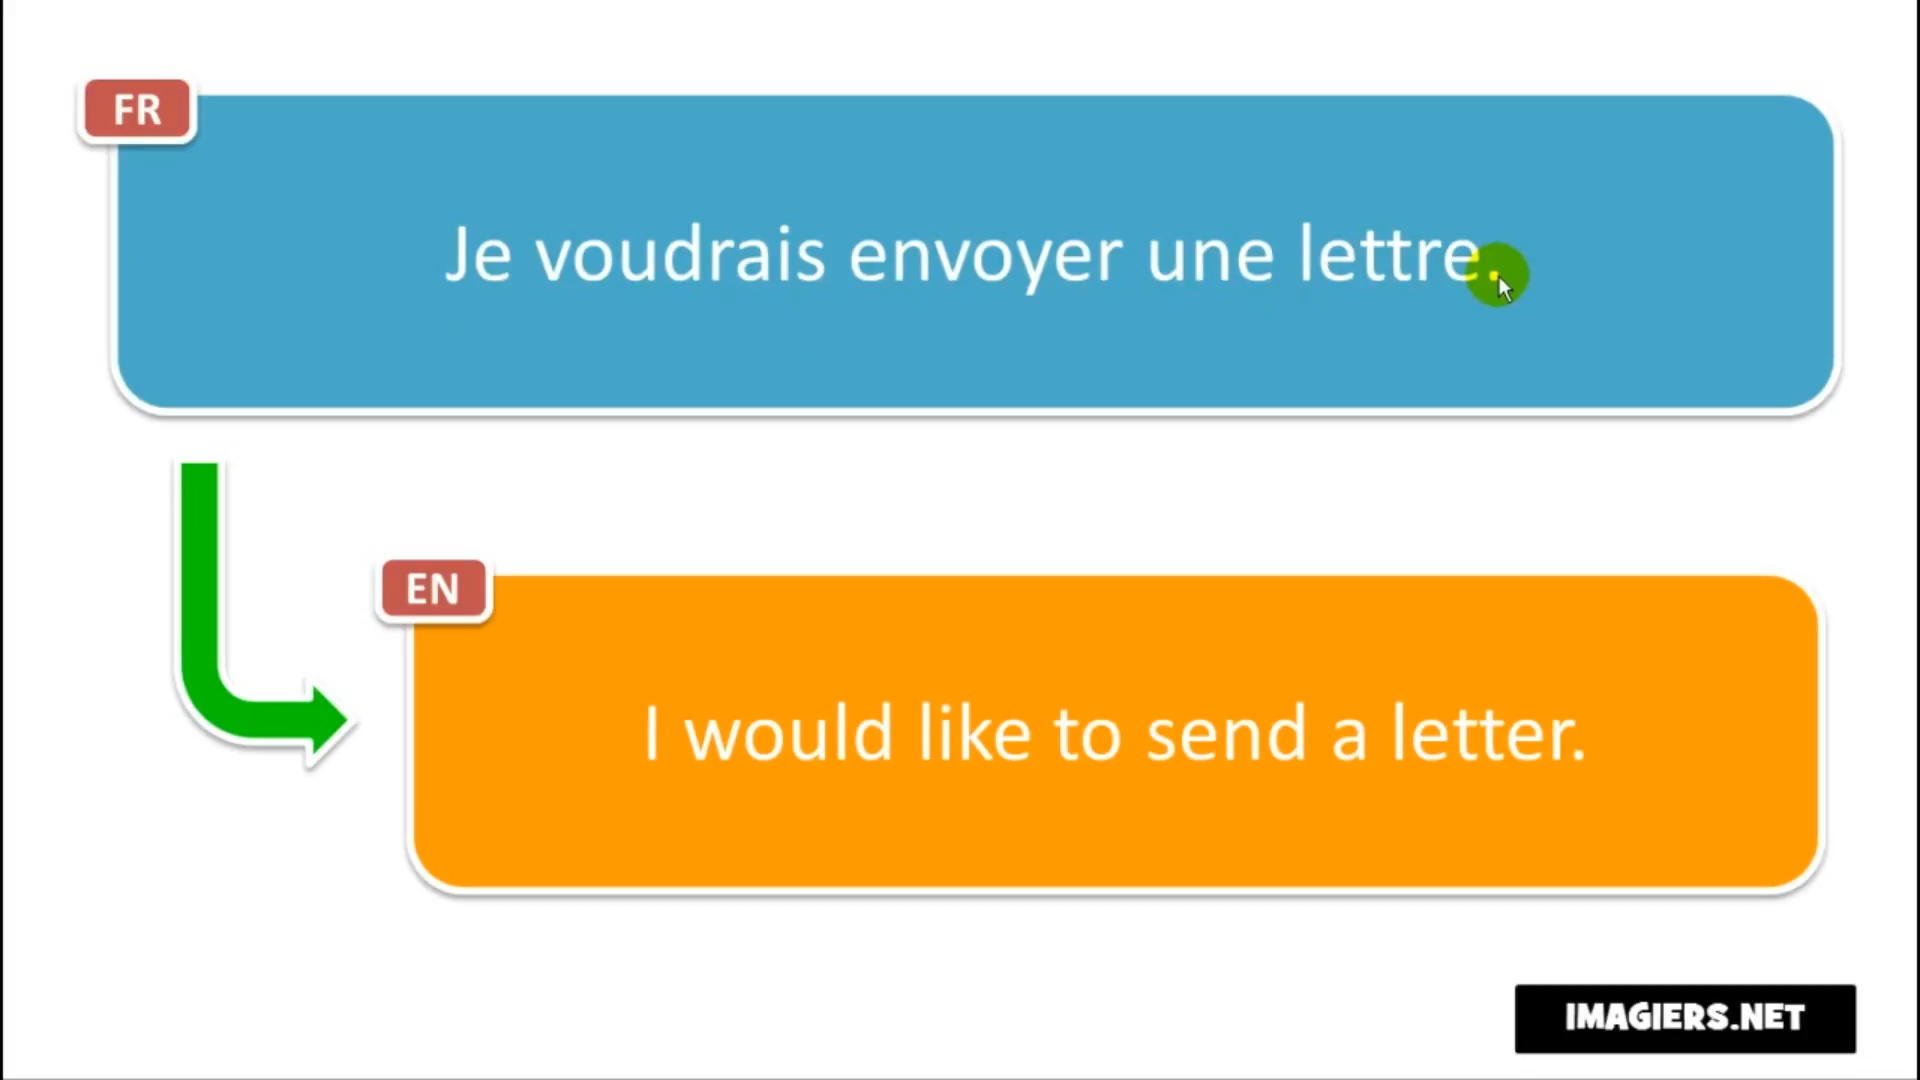 FR
Je voudrais envoyer une lettre.
EN
I would like to send a letter.
IMAGIERS.NET